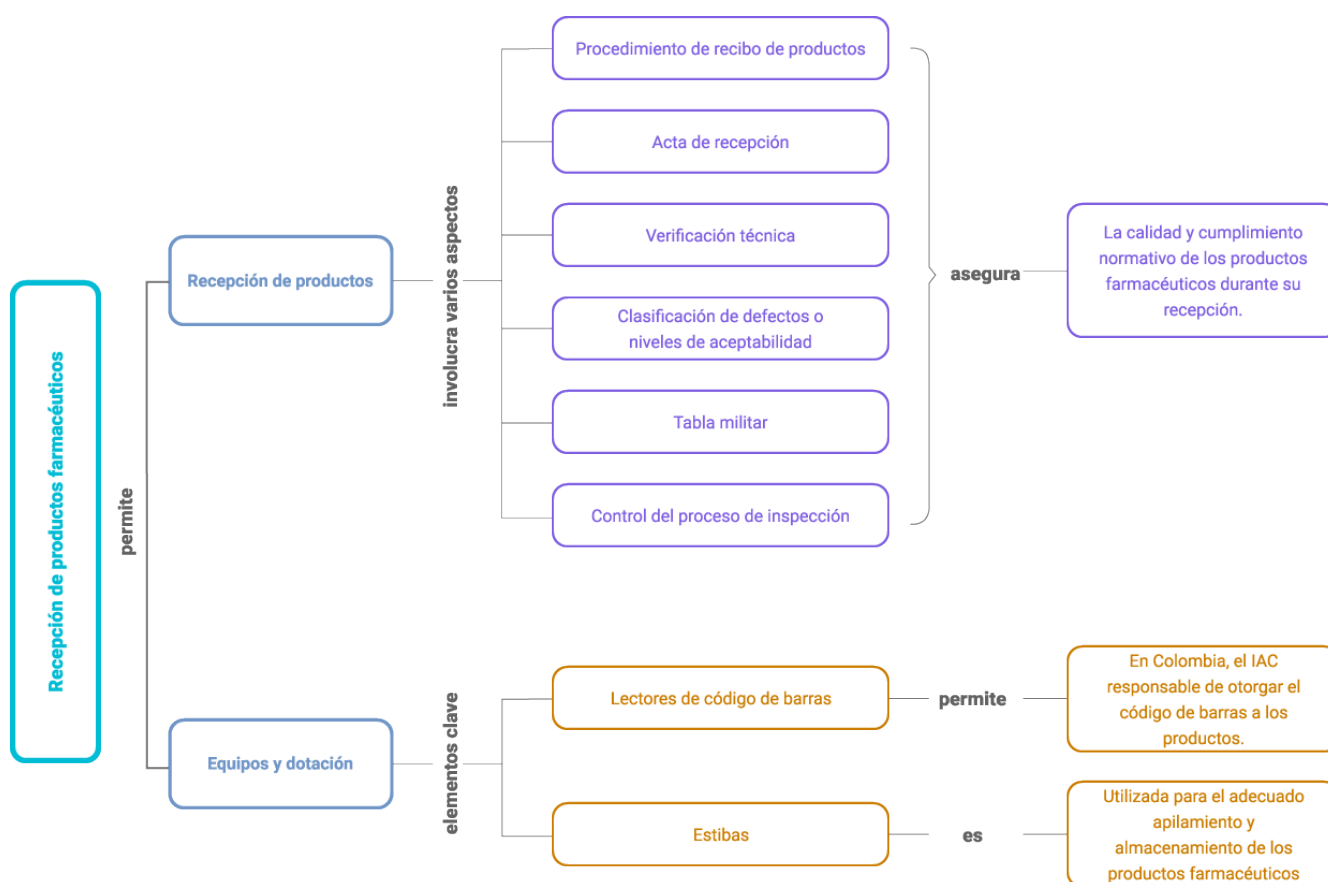 Recepción de productos farmacéuticos
permite
Recepción de productos
involucra varios aspectos
Procedimiento de recibo de productos
Acta de recepción
Verificación técnica
Clasificación de defectos o
niveles de aceptabilidad
Tabla militar
Control del proceso de inspección
asegura
La calidad y cumplimiento
normativo de los productos
farmacéuticos durante su
recepción.
Equipos y dotación
elementos clave
Lectores de código de barras
permite
En Colombia, el IAC
responsable de otorgar el
código de barras a los
productos.
Estibas
es
Utilizada para el adecuado
apilamiento y
almacenamiento de los
productos farmacéuticos